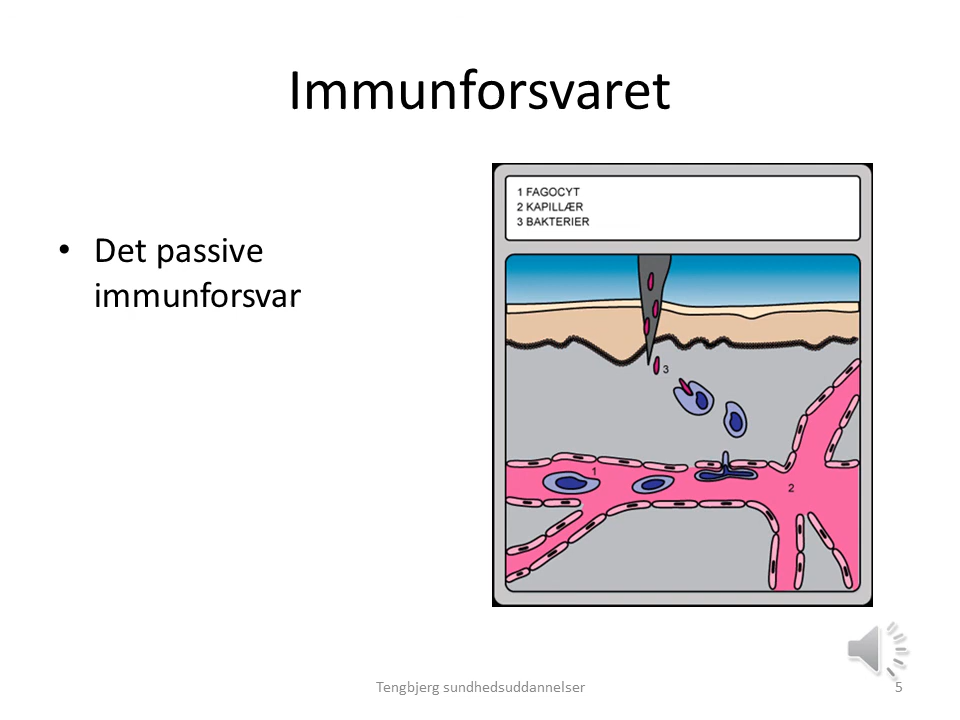 Immunforsvaret
• Det passive
immunforsvar
1 FAGOCYT
2 KAPILLÆR
3 BAKTERIER
3
1
2
Tengbjerg sundhedsuddannelser
5